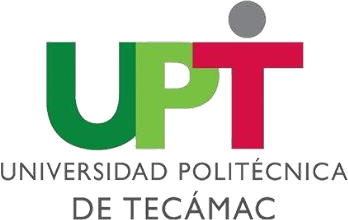 UPT
UNIVERSIDAD POLITÉCNICA
DE TECÁMAC